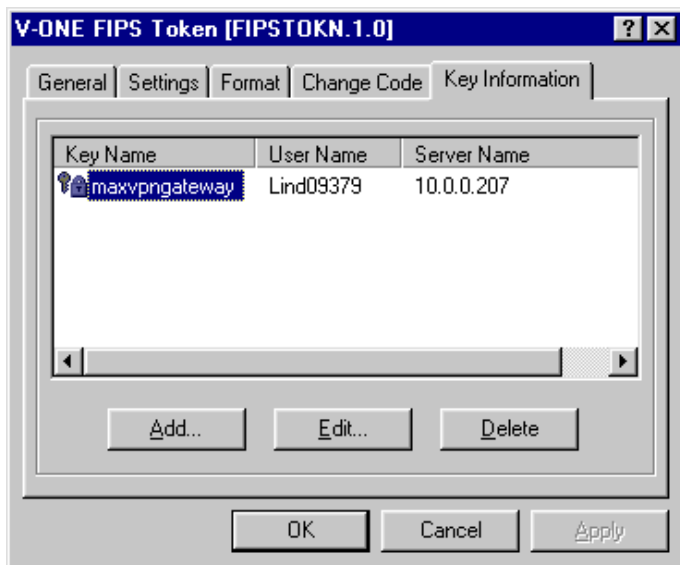 V-ONE FIPS Token [FIPSTOKN.1.0]
General Settings Format Change Code Key Information
Key Name User Name Server Name
maxvpngateway Lind09379 10.0.0.207
Add... Edit... Delete
OK Cancel Apply